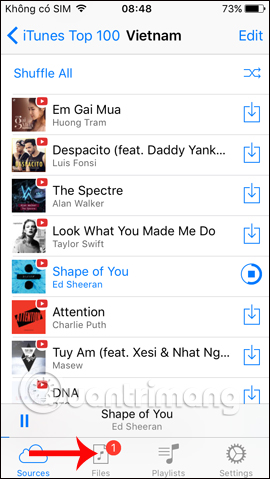 Không có SIM 08:48 73%
iTunes Top 100 Vietnam Edit
Shuffle All
Em Gai Mua
Huong Tram
Despacito (feat. Daddy Yank...
DESPACITO
Luis Fonsi
The Spectre
Alan Walker
Look What You Made Me Do
Taylor Swift
Shape of You
Ed Sheeran
Attention
Charlie Puth
Tuy Am (feat. Xesi & Nhat Ng...
Masew
DNA
Shape of You
Ed Sheeran
quantrimang
1
Sources Files Playlists Settings